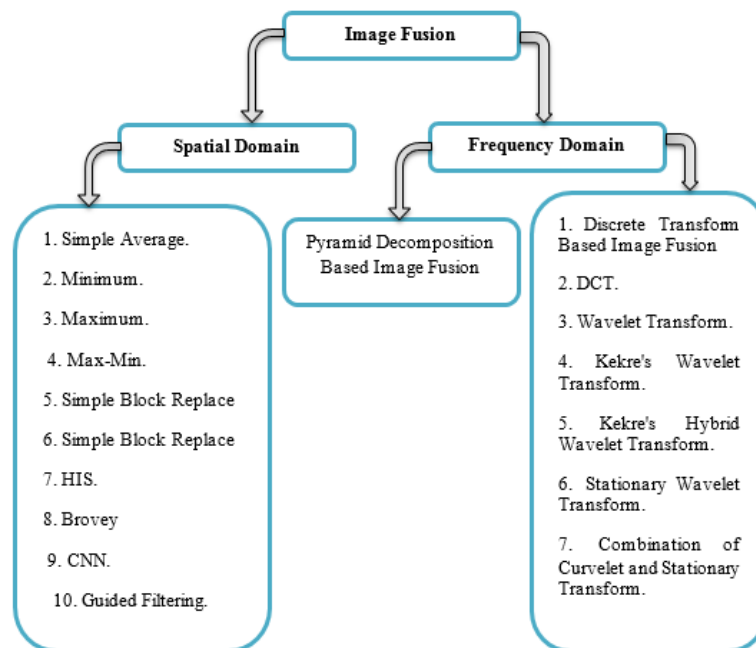 Image Fusion
Spatial Domain
Frequency Domain
1. Simple Average.
2. Minimum.
3. Maximum.
4. Max-Min.
5. Simple Block Replace
6. Simple Block Replace
7. HIS.
8. Brovey
9. CNN.
10. Guided Filtering.
Pyramid Decomposition
Based Image Fusion
1. Discrete Transform
Based Image Fusion
2. DCT.
3. Wavelet Transform.
4. Kekre's Wavelet
Transform.
5. Kekre's Hybrid
Wavelet Transform.
6. Stationary Wavelet
Transform.
7. Combination of
Curvelet and Stationary
Transform.